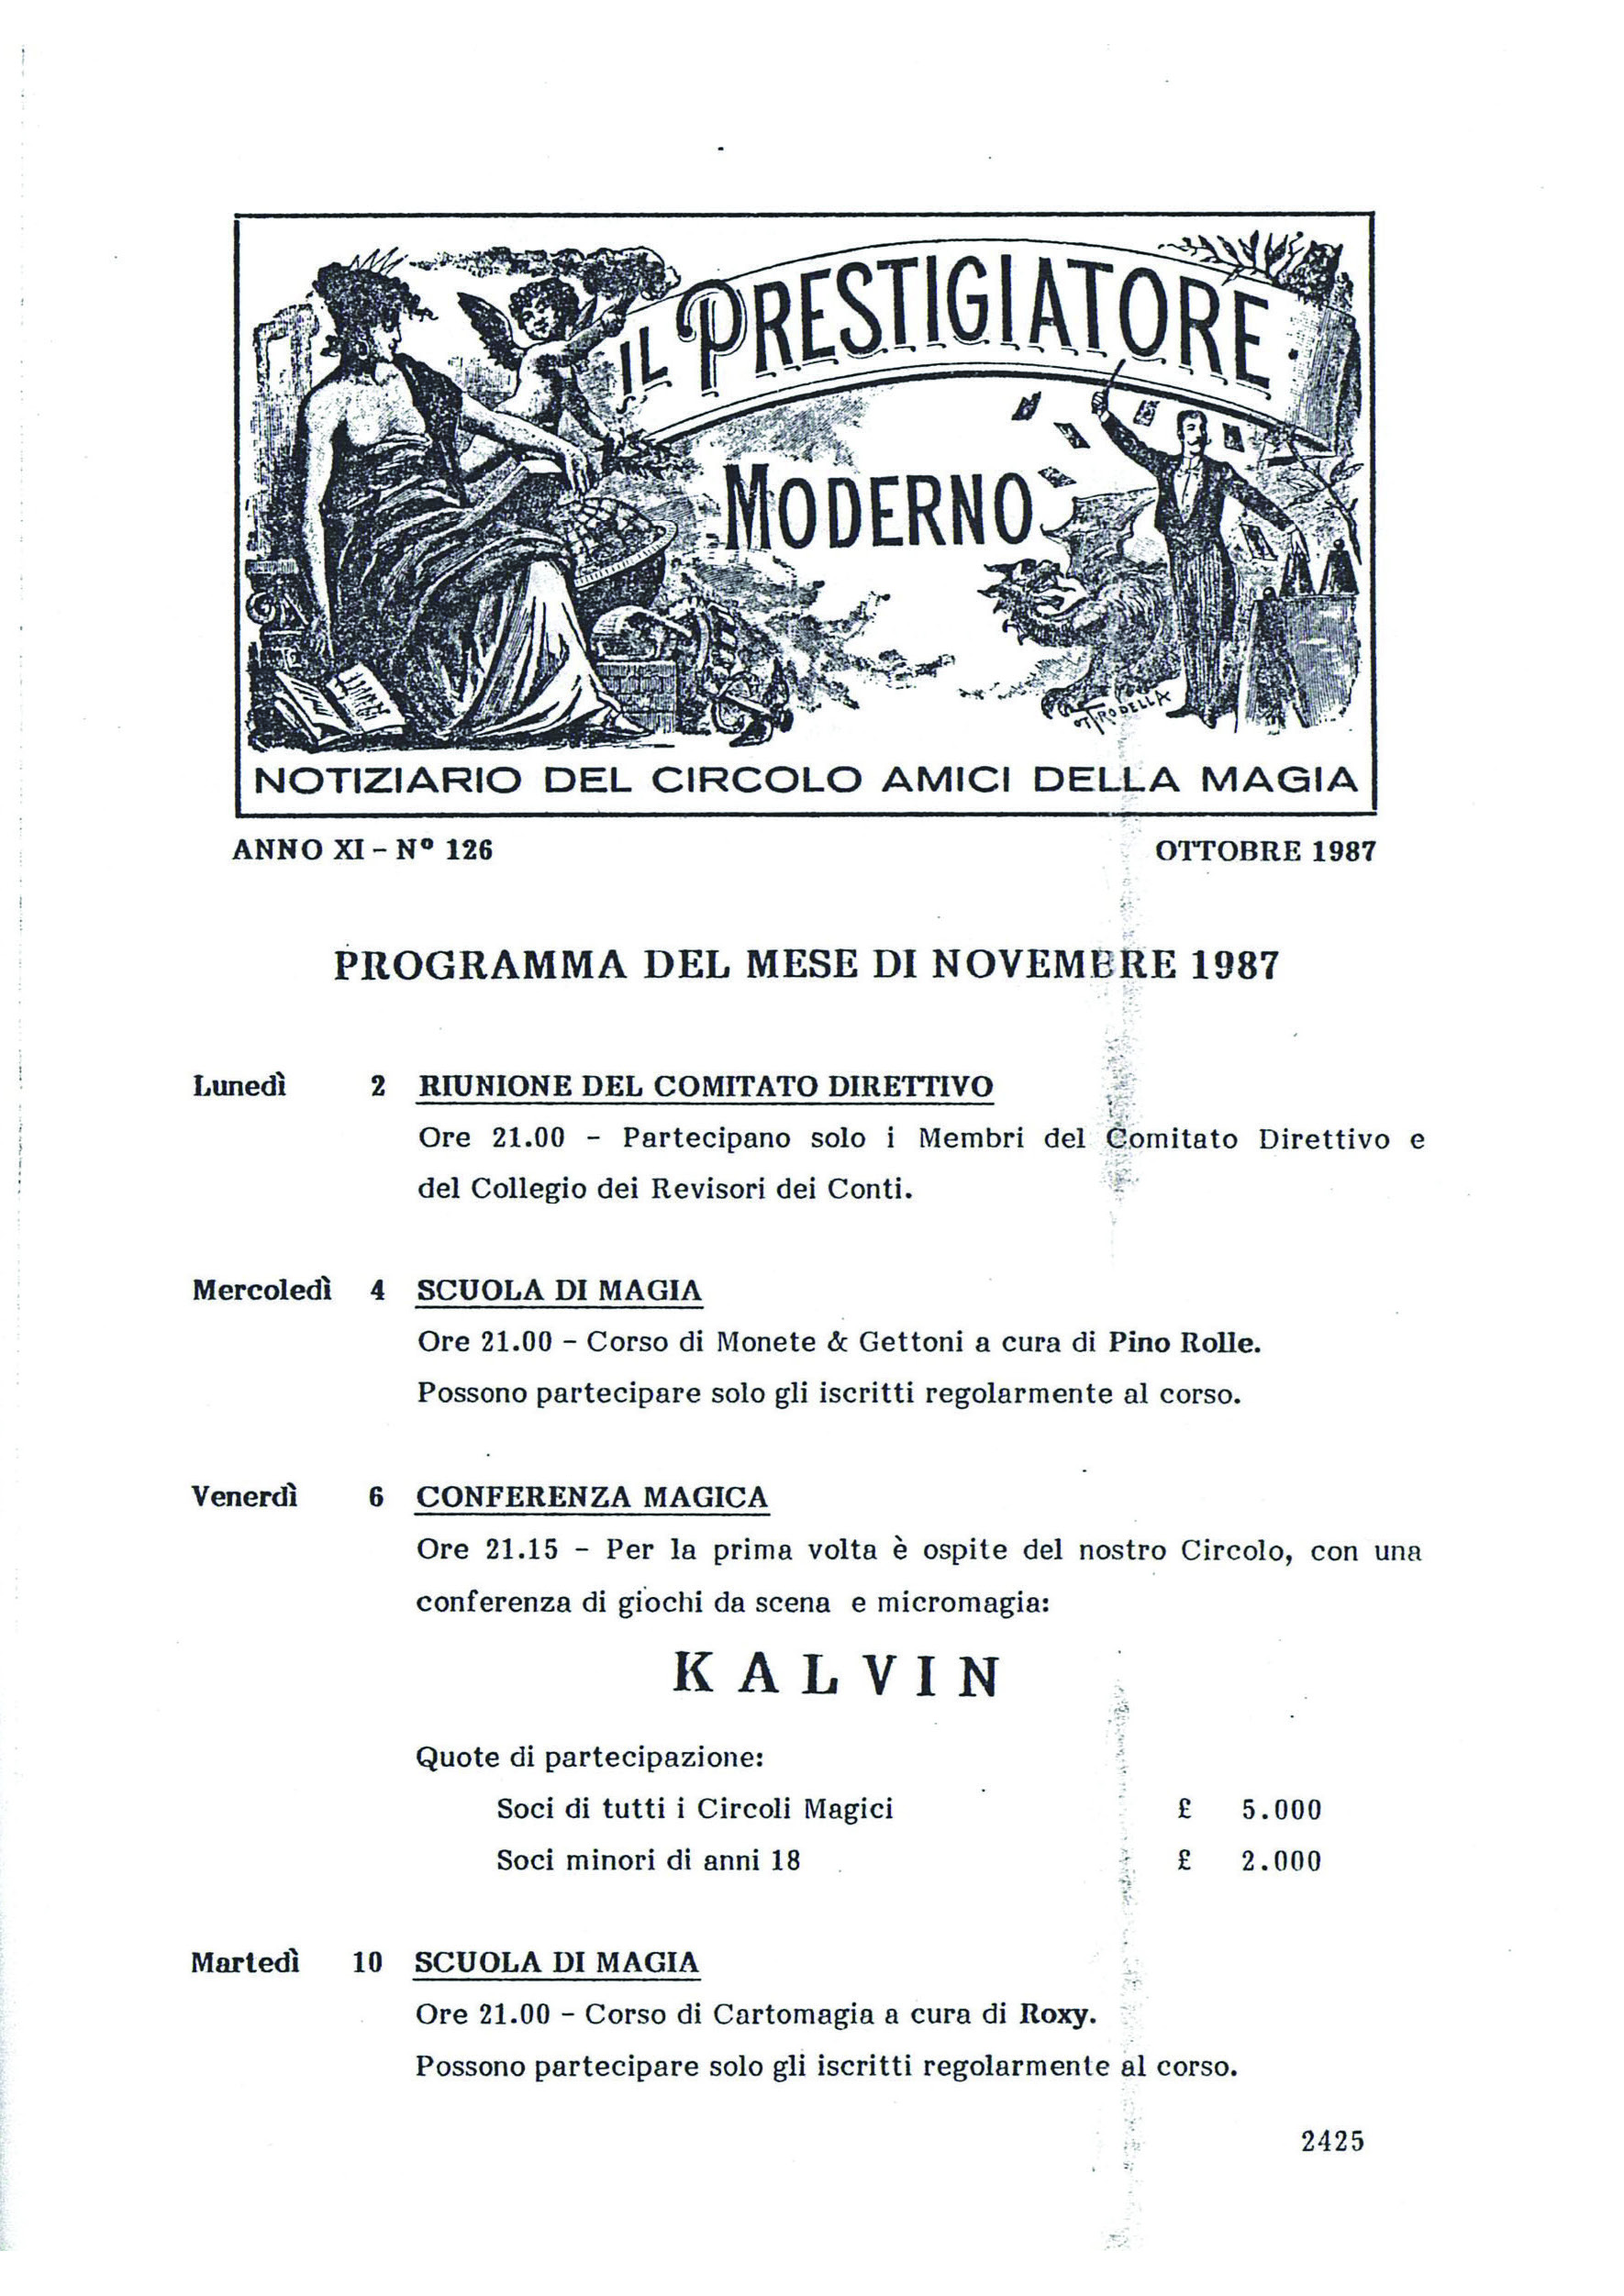 IL PRESTIGIATORE
MODERNO
TIRODELLA
NOTIZIARIO DEL CIRCOLO AMICI DELLA MAGIA
ANNO XI - Nº 126 OTTOBRE 1987
PROGRAMMA DEL MESE DI NOVEMBRE 1987
Lunedì 2 RIUNIONE DEL COMITATO DIRETTIVO
Ore 21.00 - Partecipano solo i Membri del Comitato Direttivo e
del Collegio dei Revisori dei Conti.
Mercoledì 4 SCUOLA DI MAGIA
Ore 21.00 - Corso di Monete & Gettoni a cura di Pino Rolle.
Possono partecipare solo gli iscritti regolarmente al corso.
Venerdì 6 CONFERENZA MAGICA
Ore 21.15 - Per la prima volta è ospite del nostro Circolo, con una
conferenza di giochi da scena e micromagia:
K A L V I N
Quote di partecipazione:
Soci di tutti i Circoli Magici £ 5.000
Soci minori di anni 18 £ 2.000
Martedì 10 SCUOLA DI MAGIA
Ore 21.00 - Corso di Cartomagia a cura di Roxy.
Possono partecipare solo gli iscritti regolarmente al corso.
2425